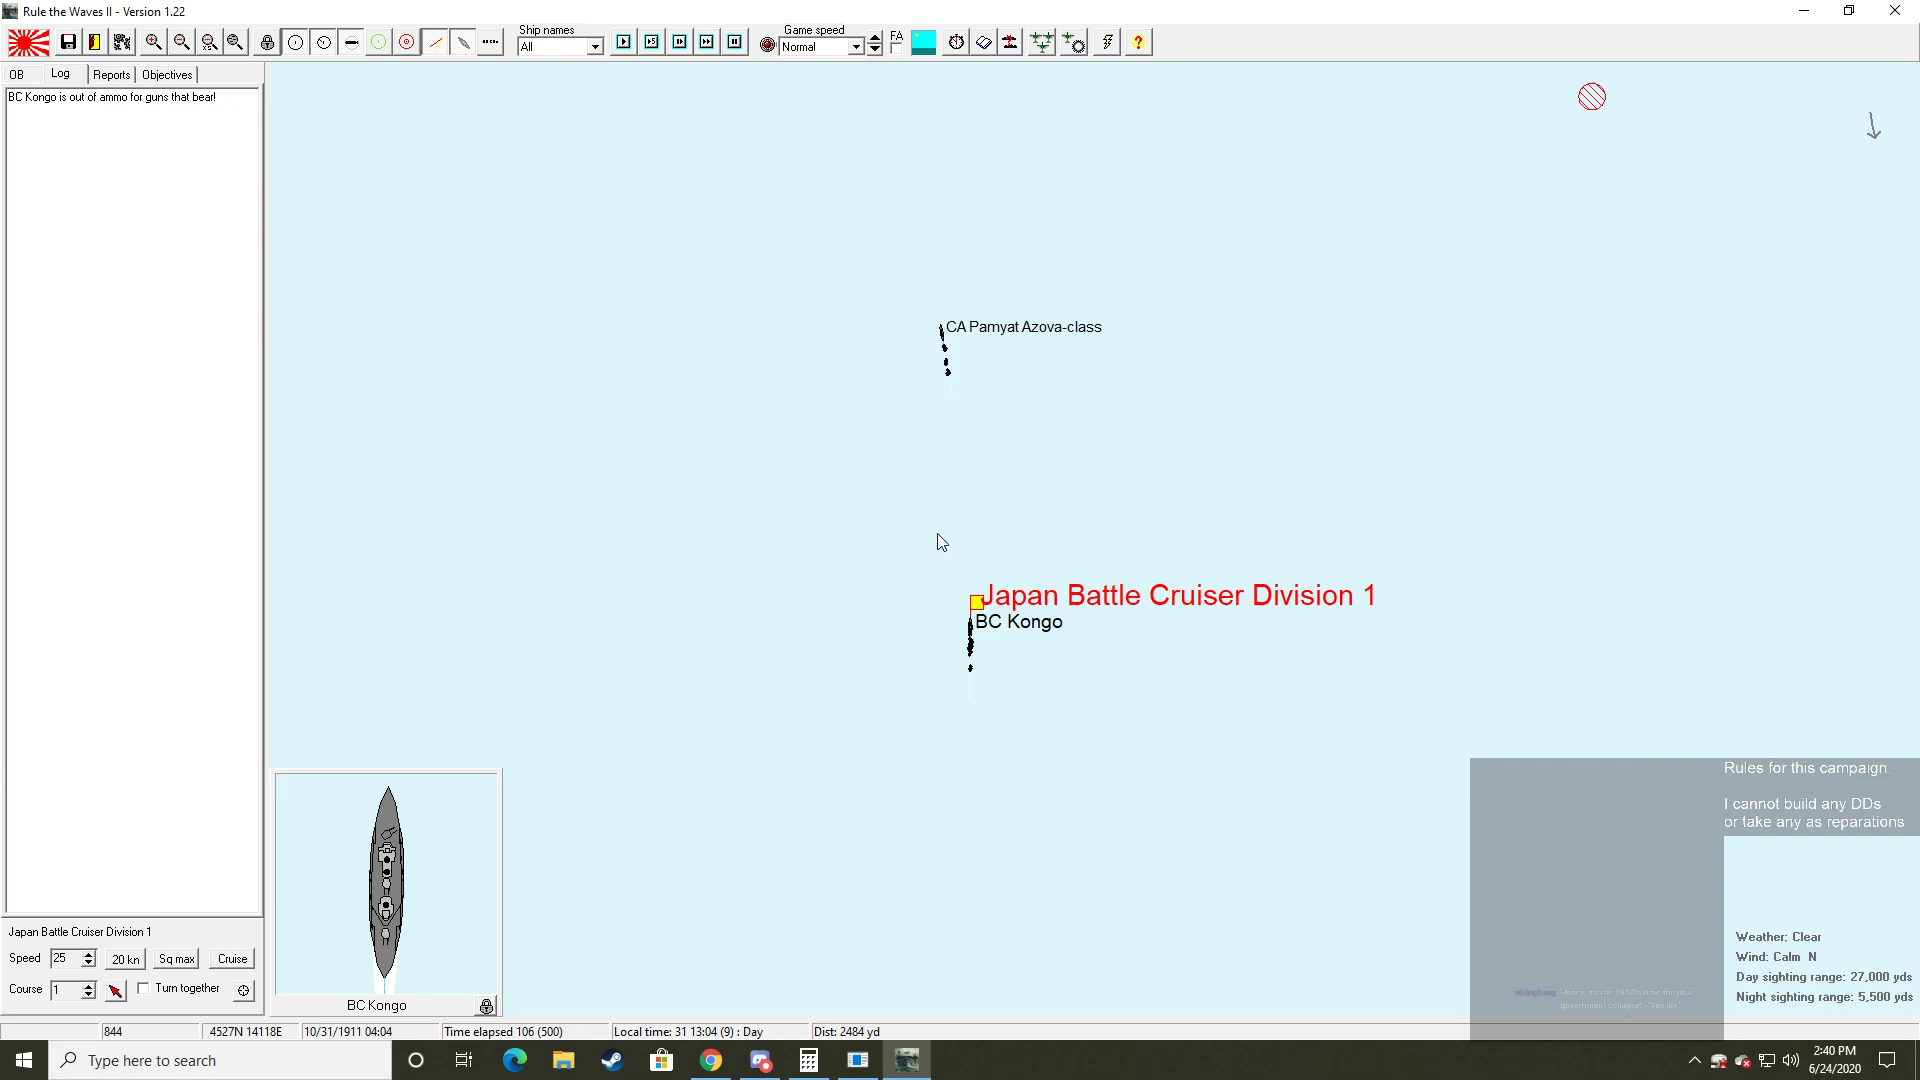 Rule the Waves II - Version 1.22
Ship names
All
Game speed
Normal
FA
OB
Log
Reports
Objectives
BC Kongo is out of ammo for guns that bear!
CA Pamyat Azova-class
Japan Battle Cruiser Division 1
BC Kongo
Rules for this campaign:
I cannot build any DDs
or take any as reparations
Weather: Clear
Wind: Calm N
Day sighting range: 27,000 yds
Night sighting range: 5,500 yds
Japan Battle Cruiser Division 1
Speed 25 20 kn Sq max Cruise
Course 1 Turn together
BC Kongo
844
4527N 14118E
10/31/1911 04:04
Time elapsed 106 (500)
Local time: 31 13:04 (9) : Day
Dist: 2484 yd
Type here to search
2:40 PM
6/24/2020